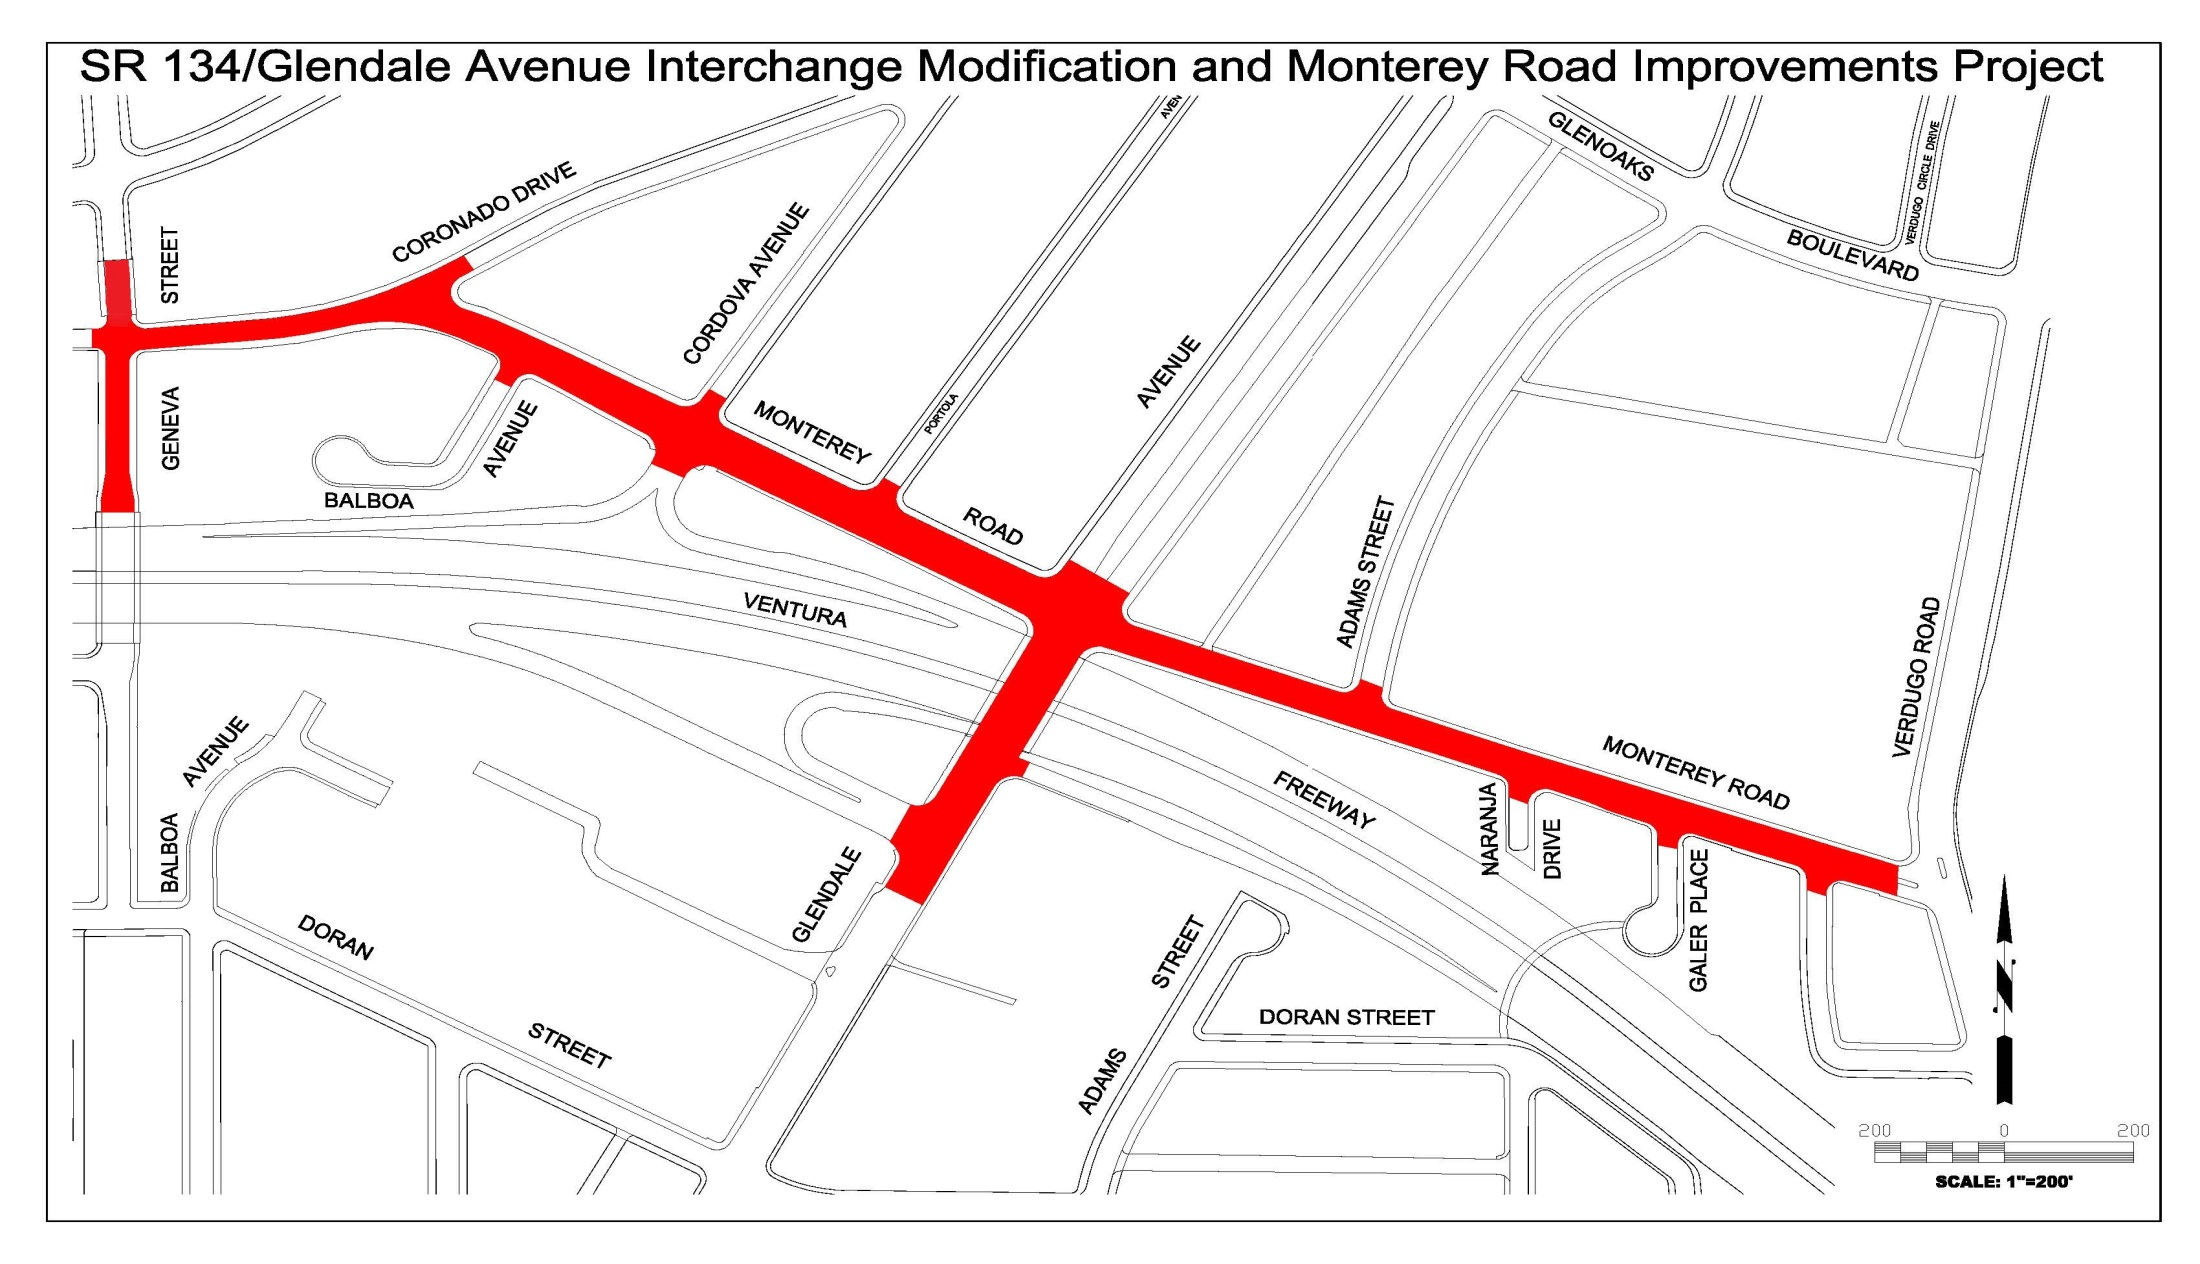 SR 134/Glendale Avenue Interchange Modification and Monterey Road Improvements Project
AVEN
GLENOAKS
BOULEVARD
VERDUGO CIRCLE DRIVE
CORONADO DRIVE
STREET
GENEVA
CORDOVA AVENUE
AVENUE
PORTOLA
MONTEREY
ROAD
AVENUE
BALBOA
ADAMS STREET
VENTURA
VERDUGO ROAD
AVENUE
BALBOA
MONTEREY ROAD
FREEWAY
NARANJA
DRIVE
GALER PLACE
GLENDALE
DORAN
STREET
STREET
ADAMS
DORAN STREET
N
200 0 200
SCALE: 1"=200'